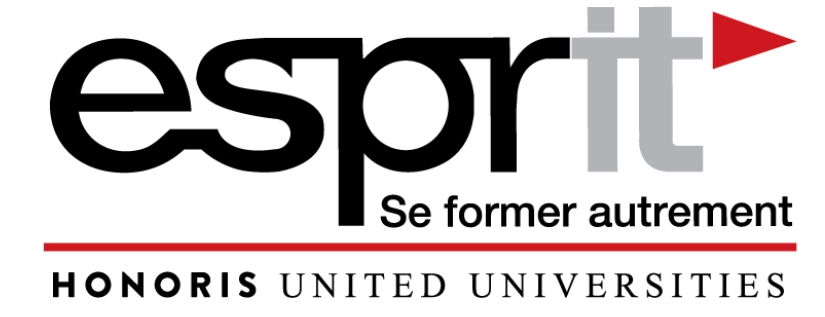 esprit
Se former autrement
HONORIS UNITED UNIVERSITIES